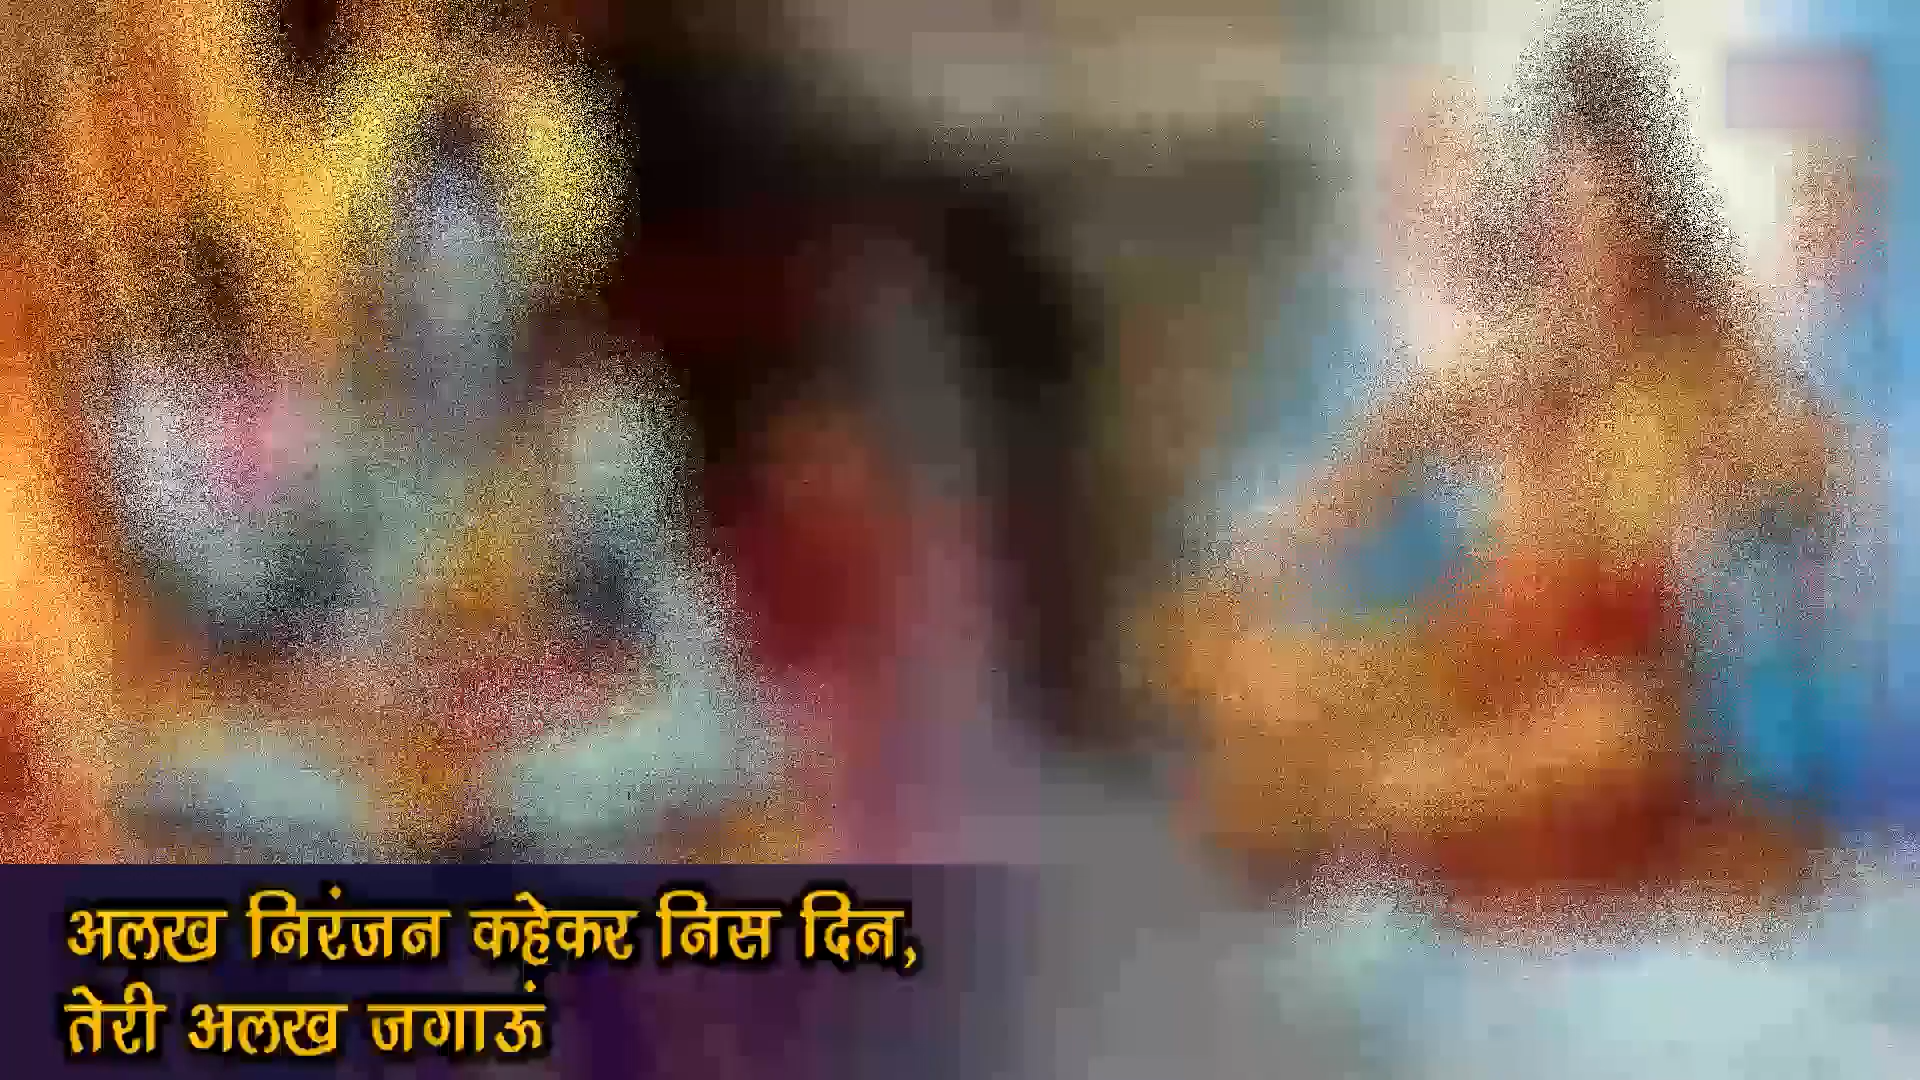 अलख निरंजन कहेकर निस दिन,
तेरी अलख जगाऊं